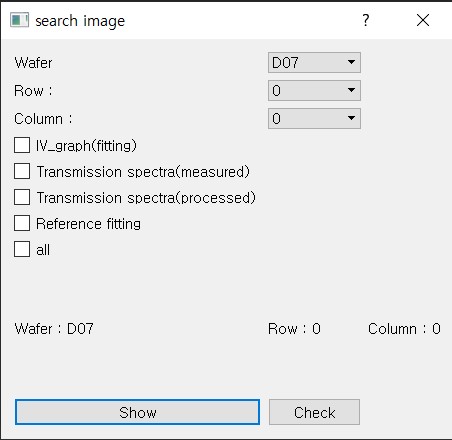 search image ?
Wafer D07
Row : 0
Column : 0
IV_graph(fitting)
Transmission spectra(measured)
Transmission spectra(processed)
Reference fitting
all
Wafer : D07 Row : 0 Column : 0
Show Check